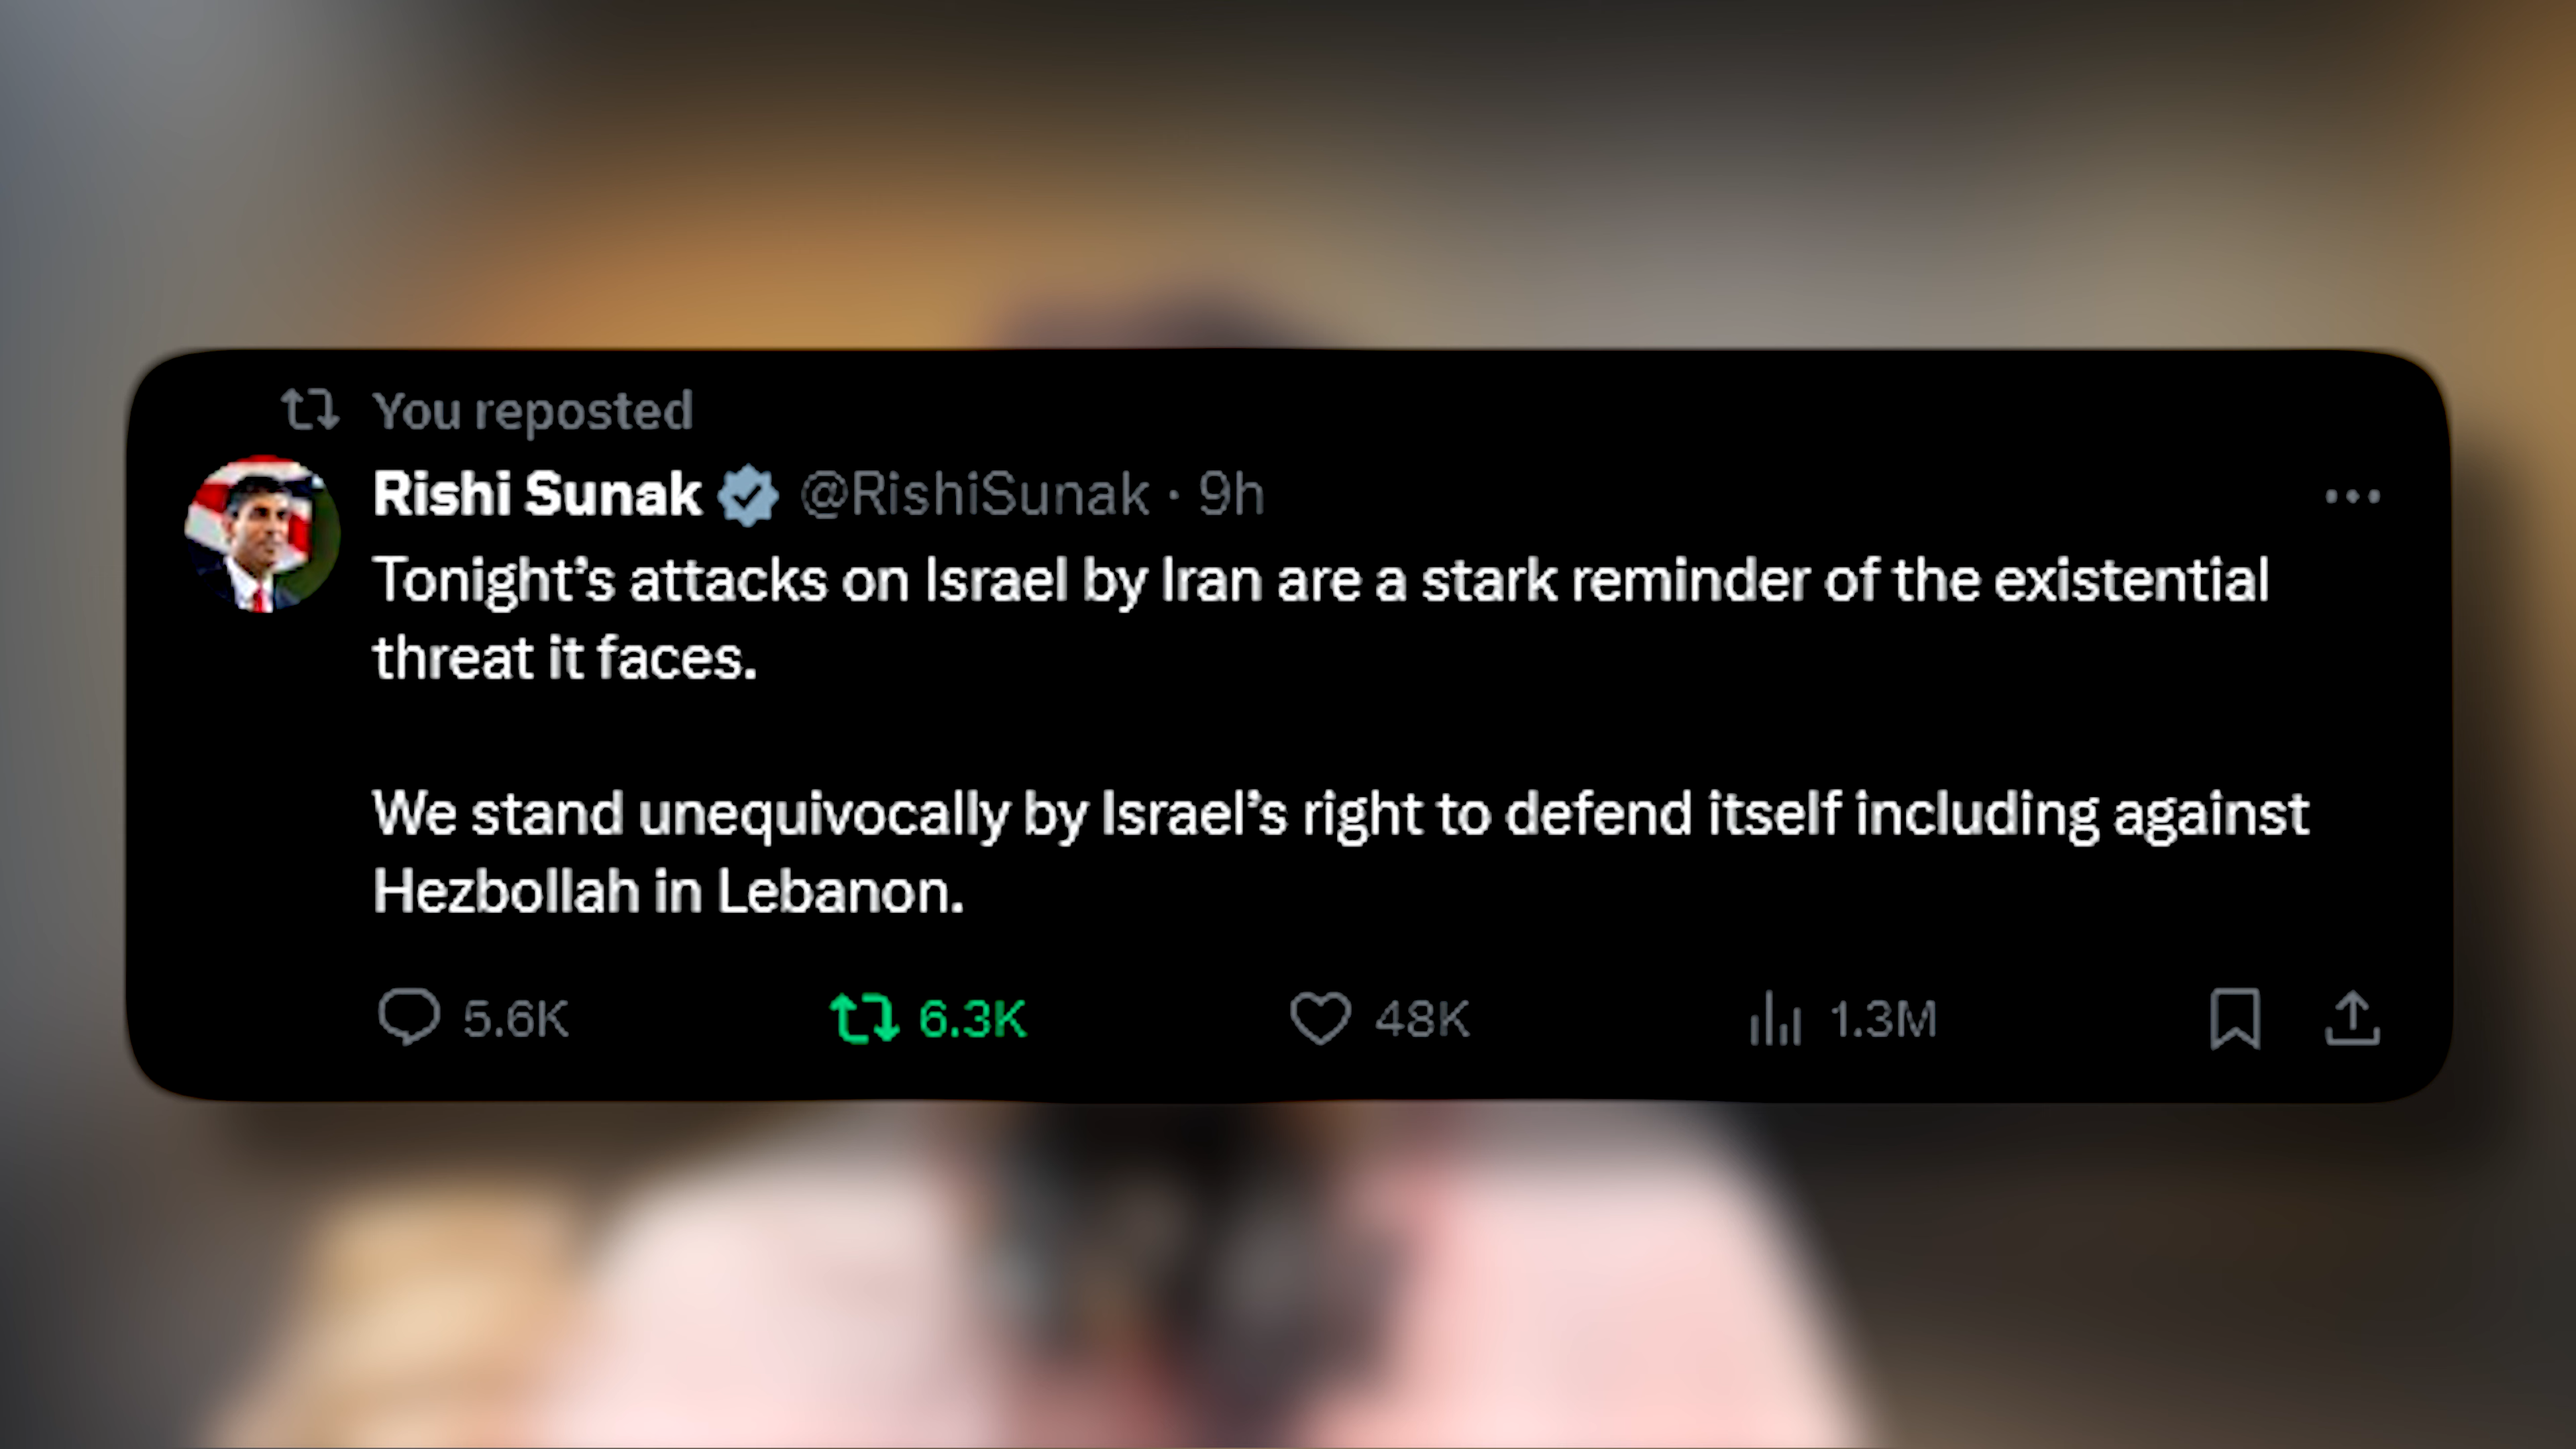 You reposted
Rishi Sunak @RishiSunak · 9h
Tonight’s attacks on Israel by Iran are a stark reminder of the existential
threat it faces.
We stand unequivocally by Israel’s right to defend itself including against
Hezbollah in Lebanon.
5.6K 6.3K 48K 1.3M